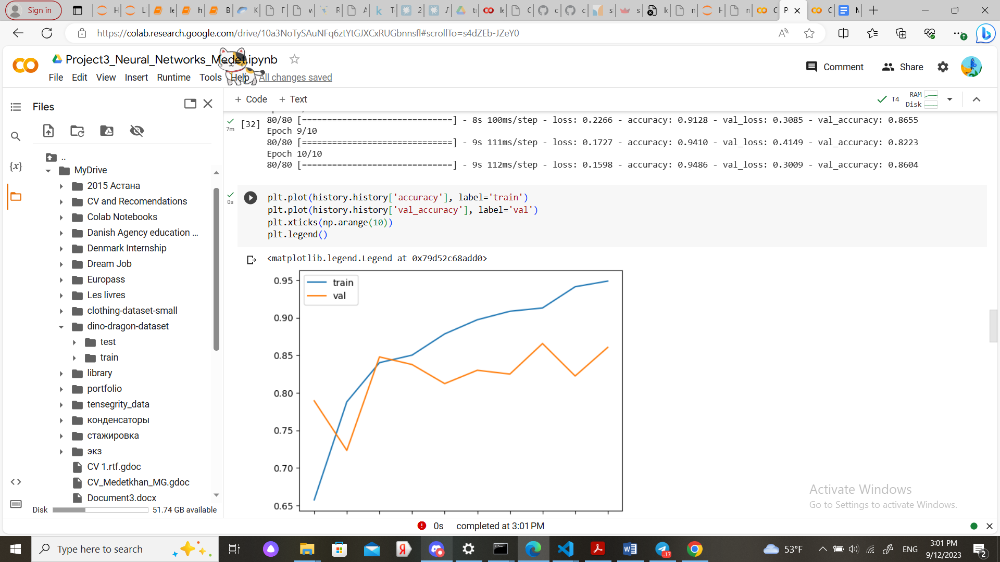 Sign in
https://colab.research.google.com/drive/10a3NoTySAuNFq6ztYtGJXCxRUGbnnsfl#scrollTo=s4dZEb-JZeY0
Project3_Neural_Networks_Medet.ipynb
File Edit View Insert Runtime Tools Help All changes saved
Comment Share
Files
+ Code + Text
T4 RAM Disk
7m [32]
80/80 [==============================] - 8s 100ms/step - loss: 0.2266 - accuracy: 0.9128 - val_loss: 0.3085 - val_accuracy: 0.8655
Epoch 9/10
80/80 [==============================] - 9s 111ms/step - loss: 0.1727 - accuracy: 0.9410 - val_loss: 0.4149 - val_accuracy: 0.8223
Epoch 10/10
80/80 [==============================] - 9s 112ms/step - loss: 0.1598 - accuracy: 0.9486 - val_loss: 0.3009 - val_accuracy: 0.8604
0s
plt.plot(history.history['accuracy'], label='train')
plt.plot(history.history['val_accuracy'], label='val')
plt.xticks(np.arange(10))
plt.legend()
<matplotlib.legend.Legend at 0x79d52c68add0>
train
val
0.95
0.90
0.85
0.80
0.75
0.70
0.65
{x}
..
MyDrive
2015 Астана
CV and Recomendations
Colab Notebooks
Danish Agency education ...
Denmark Internship
Dream Job
Europass
Les livres
clothing-dataset-small
dino-dragon-dataset
test
train
library
portfolio
tensegrity_data
конденсаторы
стажировка
экз
CV 1.rtf.gdoc
CV_Medetkhan_MG.gdoc
Document3.docx
Disk 51.74 GB available
Activate Windows
Go to Settings to activate Windows.
0s completed at 3:01 PM
Type here to search
53°F
ENG
3:01 PM
9/12/2023
2